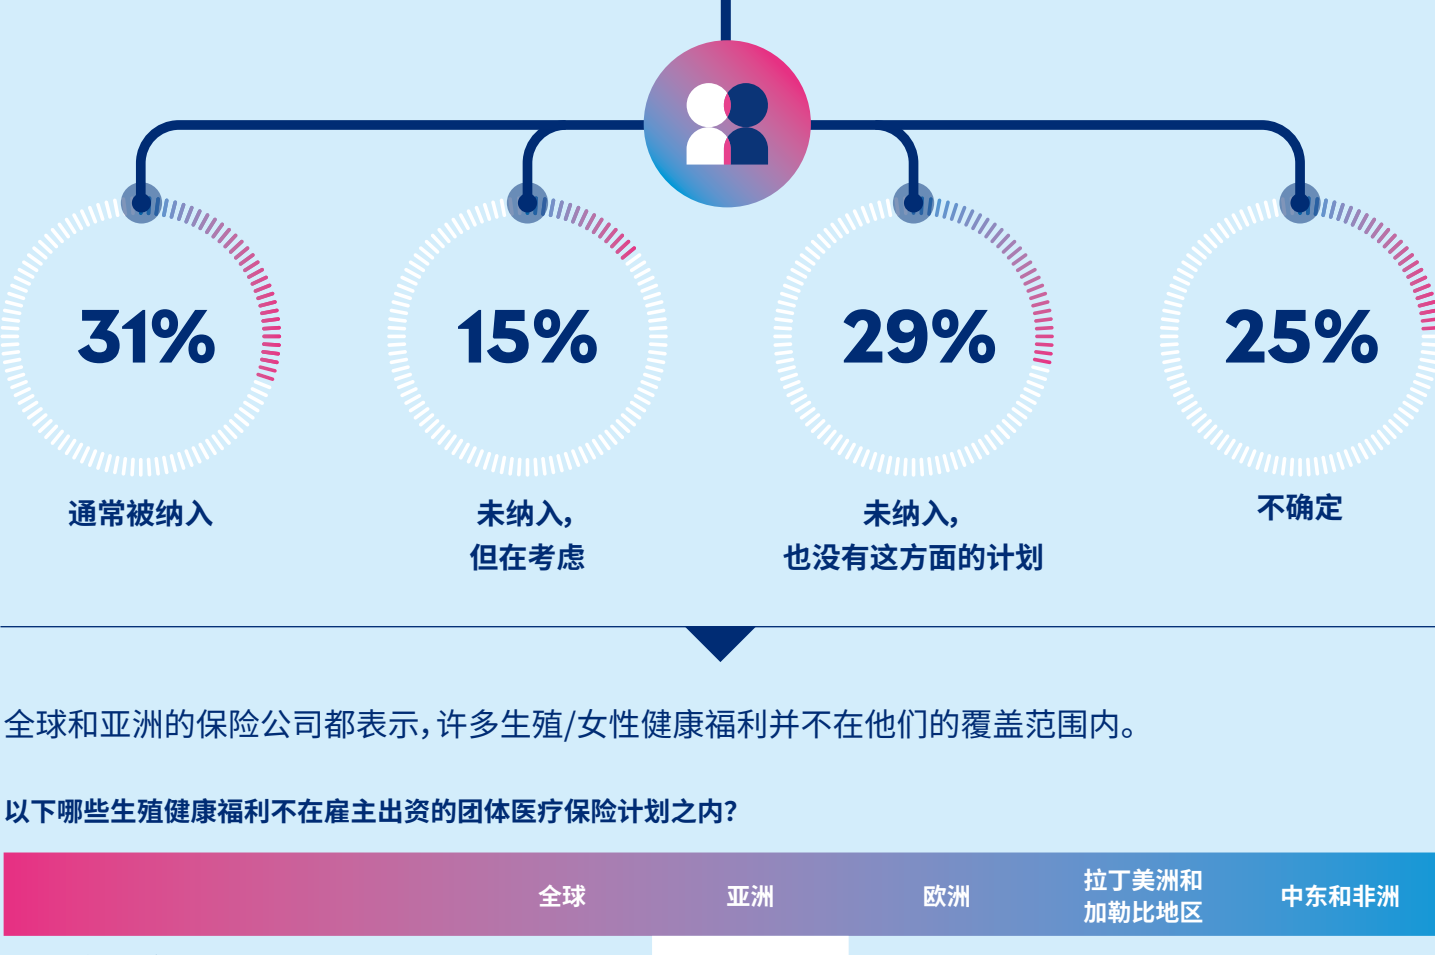 31%
15%
29%
25%
通常被纳入
未纳入，
但在考虑
未纳入，
也没有这方面的计划
不确定
全球和亚洲的保险公司都表示，许多生殖/女性健康福利并不在他们的覆盖范围内。
以下哪些生殖健康福利不在雇主出资的团体医疗保险计划之内？
全球
亚洲
欧洲
拉丁美洲和
加勒比地区
中东和非洲